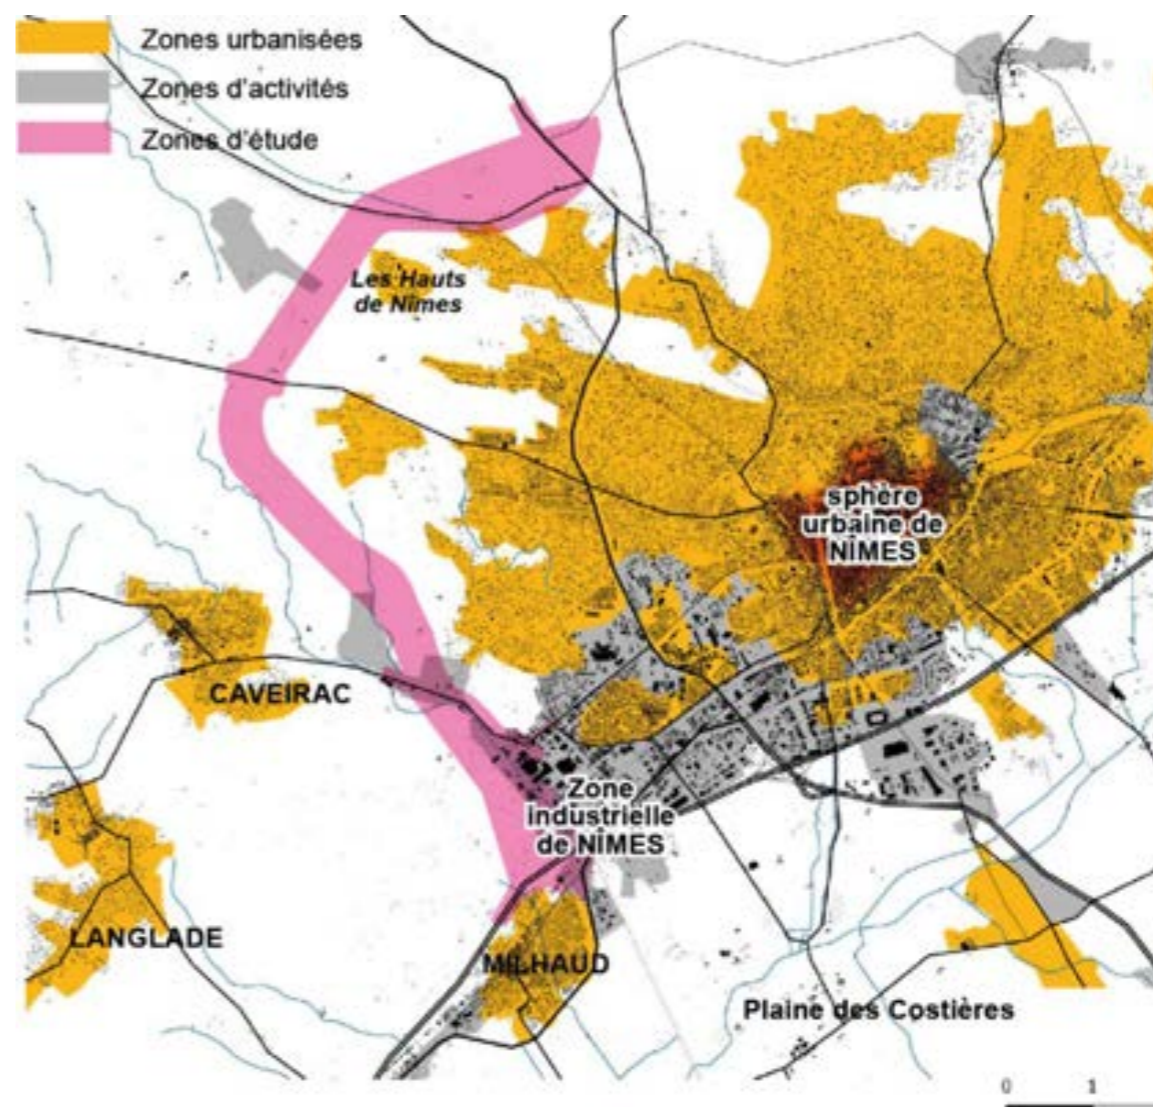 Zones urbanisées
Zones d'activités
Zones d'étude
Les Hauts
de Nîmes
sphère
urbaine de
NîMES
CAVEIRAC
Zone
industrielle
de NîMES
LANGLADE
MILHAUD
Plaine des Costières
0 1